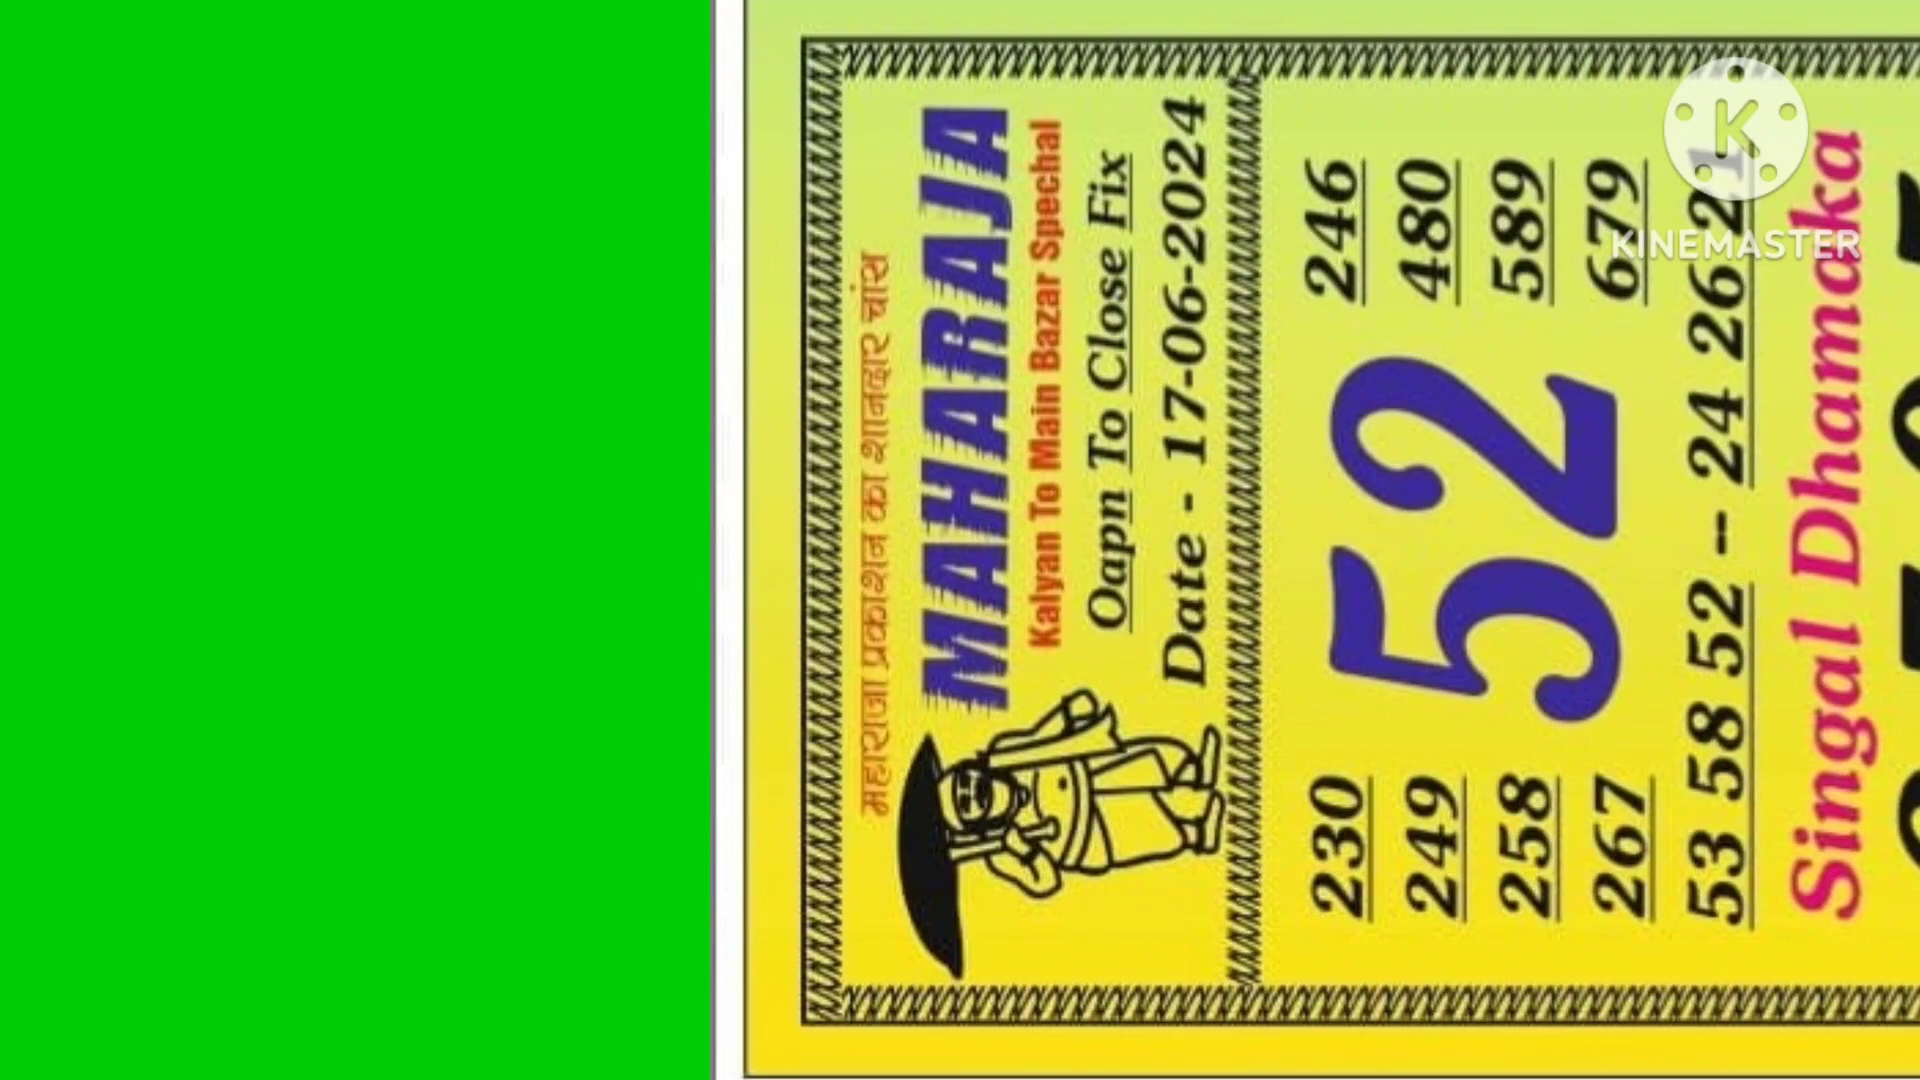 महाराजा प्रकाशन का शानदार चांस
MAHARAJA
Kalyan To Main Bazar Spechal
Oapn To Close Fix
Date - 17-06-2024
230 52 246
249 480
258 589
267 679
53 58 52 -- 24 26 21
Singal Dhamaka
K
KINEMASTER